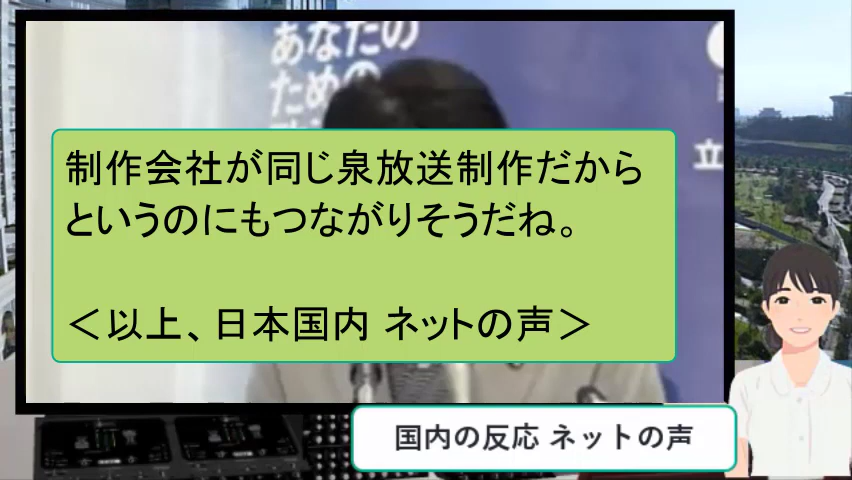 あなたの
ための
立
制作会社が同じ泉放送制作だから
というのにもつながりそうだね。
＜以上、日本国内 ネットの声＞
国内の反応 ネットの声